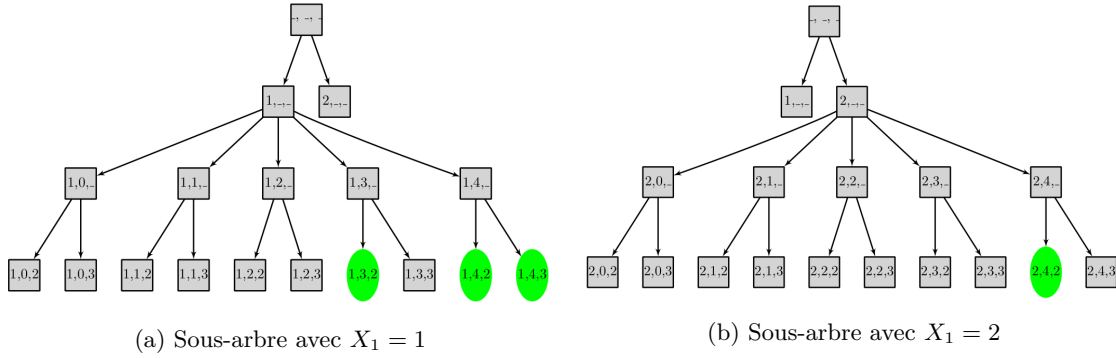 _, _, _ _, _, _
1,_,_ 2,_,_ 1,_,_ 2,_,_
1,0,_ 1,1,_ 1,2,_ 1,3,_ 1,4,_ 2,0,_ 2,1,_ 2,2,_ 2,3,_ 2,4,_
1,0,2 1,0,3 1,1,2 1,1,3 1,2,2 1,2,3 1,3,2 1,3,3 1,4,2 1,4,3 2,0,2 2,0,3 2,1,2 2,1,3 2,2,2 2,2,3 2,3,2 2,3,3 2,4,2 2,4,3
(a) Sous-arbre avec X₁ = 1
(b) Sous-arbre avec X₁ = 2